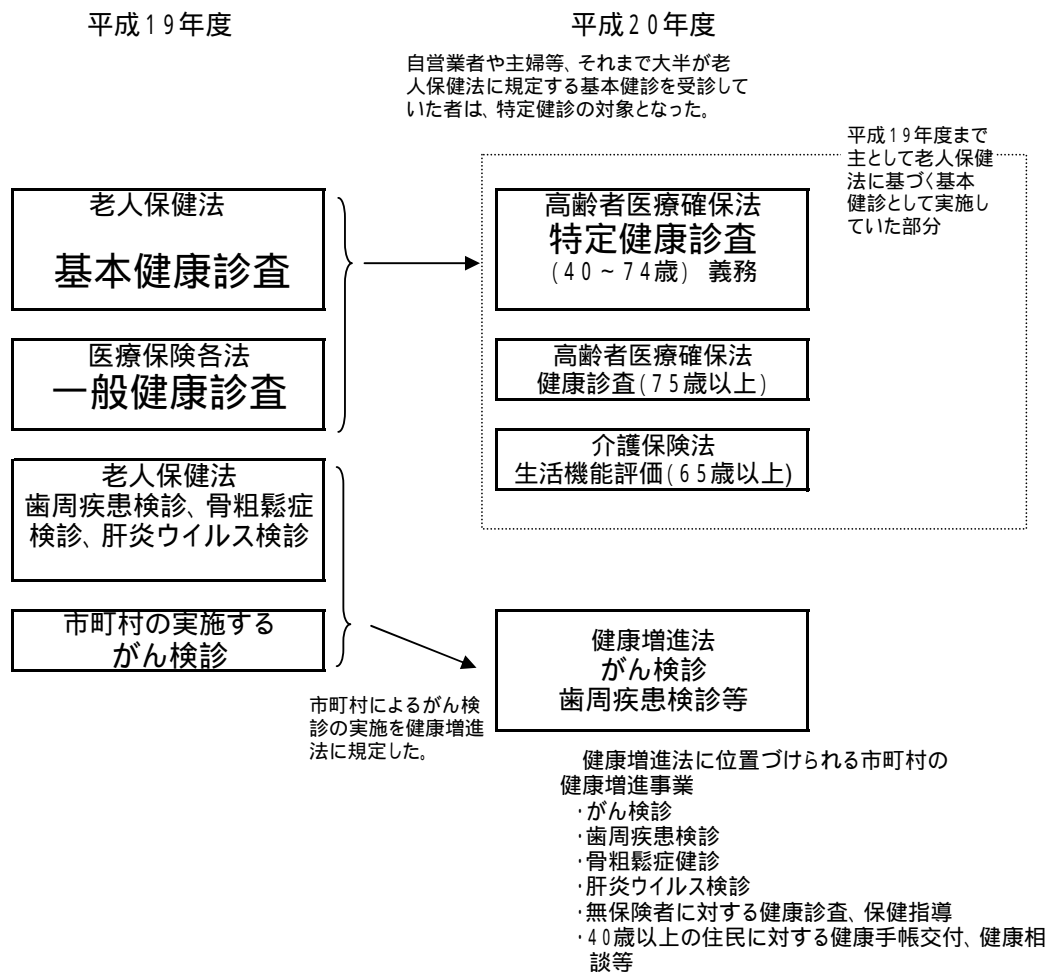 平成19年度
平成20年度
自営業者や主婦等、それまで大半が老
人保健法に規定する基本健診を受診して
いた者は、特定健診の対象となった。
平成19年度まで
主として老人保健
法に基づく基本
健診として実施し
ていた部分
老人保健法
基本健康診査
高齢者医療確保法
特定健康診査
(40~74歳) 義務
医療保険各法
一般健康診査
高齢者医療確保法
健康診査(75歳以上)
介護保険法
生活機能評価(65歳以上)
老人保健法
歯周疾患検診、骨粗鬆症
検診、肝炎ウイルス検診
市町村の実施する
がん検診
健康増進法
がん検診
歯周疾患検診等
市町村によるがん検
診の実施を健康増進
法に規定した。
健康増進法に位置づけられる市町村の
健康増進事業
・がん検診
・歯周疾患検診
・骨粗鬆症健診
・肝炎ウイルス検診
・無保険者に対する健康診査、保健指導
・40歳以上の住民に対する健康手帳交付、健康相
談等